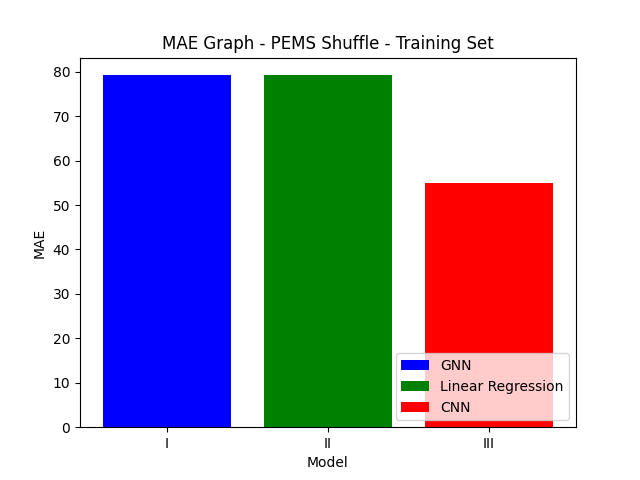 MAE Graph - PEMS Shuffle - Training Set
80
70
60
50
40
30
20
10
0
MAE
I
II
III
Model
GNN
Linear Regression
CNN